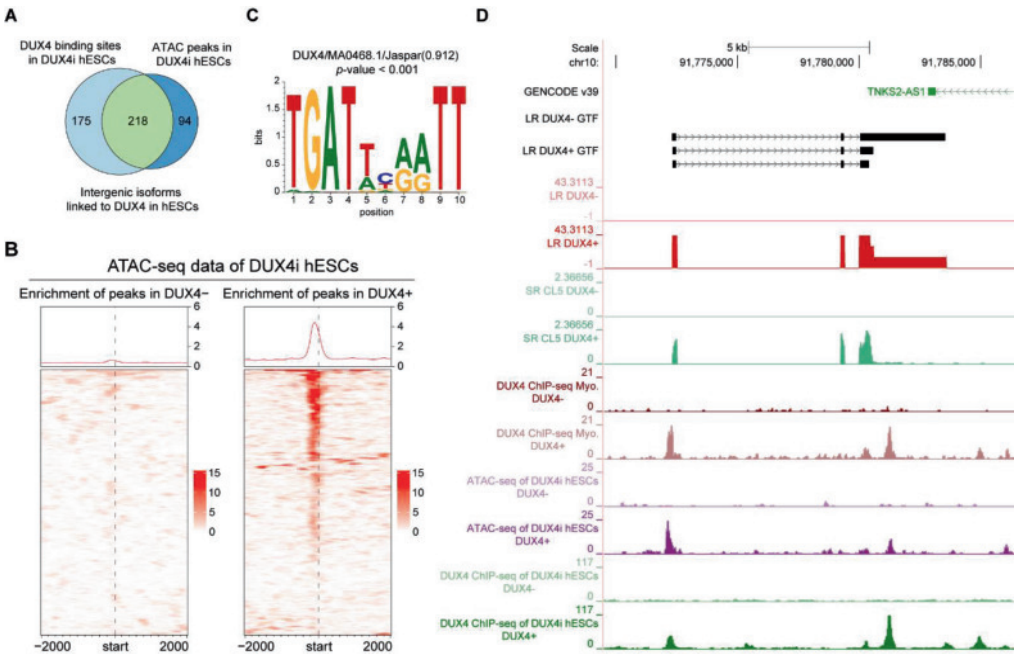 A
DUX4 binding sites
in DUX4i hESCs
ATAC peaks in
DUX4i hESCs
175
218
94
Intergenic isoforms
linked to DUX4 in hESCs
C
DUX4/MA0468.1/Jaspar(0.912)
p-value < 0.001
bits
2
1.5
1
0.5
0
1 2 3 4 5 6 7 8 9 10
position
B
ATAC-seq data of DUX4i hESCs
Enrichment of peaks in DUX4−
Enrichment of peaks in DUX4+
6
4
2
0
6
4
2
0
15
10
5
0
15
10
5
0
−2000 start 2000
−2000 start 2000
D
Scale
5 kb
chr10:
91,775,000
91,780,000
91,785,000
GENCODE v39
TNKS2-AS1
LR DUX4- GTF
LR DUX4+ GTF
43.3113
LR DUX4-
-1
43.3113
LR DUX4+
-1
2.36656
SR CL5 DUX4-
0
2.36656
SR CL5 DUX4+
0
21
DUX4 ChIP-seq Myo.
DUX4-
0
21
DUX4 ChIP-seq Myo.
DUX4+
0
25
ATAC-seq of DUX4i hESCs
DUX4-
0
25
ATAC-seq of DUX4i hESCs
DUX4+
0
117
DUX4 ChIP-seq of DUX4i hESCs
DUX4-
0
117
DUX4 ChIP-seq of DUX4i hESCs
DUX4+
0